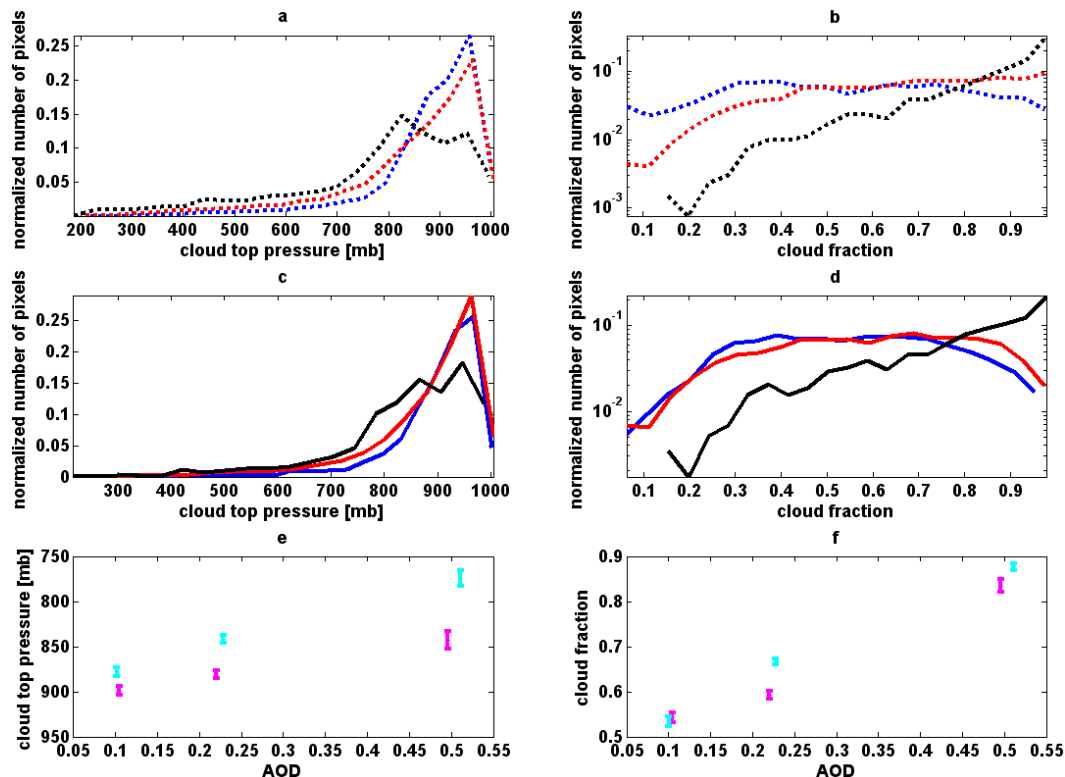 a
normalized number of pixels
0.25
0.2
0.15
0.1
0.05
200 300 400 500 600 700 800 900 1000
cloud top pressure [mb]
b
normalized number of pixels
10-1
10-2
10-3
0.1 0.2 0.3 0.4 0.5 0.6 0.7 0.8 0.9
cloud fraction
c
normalized number of pixels
0.25
0.2
0.15
0.1
0.05
0
300 400 500 600 700 800 900 1000
cloud top pressure [mb]
d
normalized number of pixels
10-1
10-2
0.1 0.2 0.3 0.4 0.5 0.6 0.7 0.8 0.9
cloud fraction
e
cloud top pressure [mb]
750
800
850
900
950
0.05 0.1 0.15 0.2 0.25 0.3 0.35 0.4 0.45 0.5 0.55
AOD
f
cloud fraction
0.9
0.8
0.7
0.6
0.5
0.05 0.1 0.15 0.2 0.25 0.3 0.35 0.4 0.45 0.5 0.55
AOD